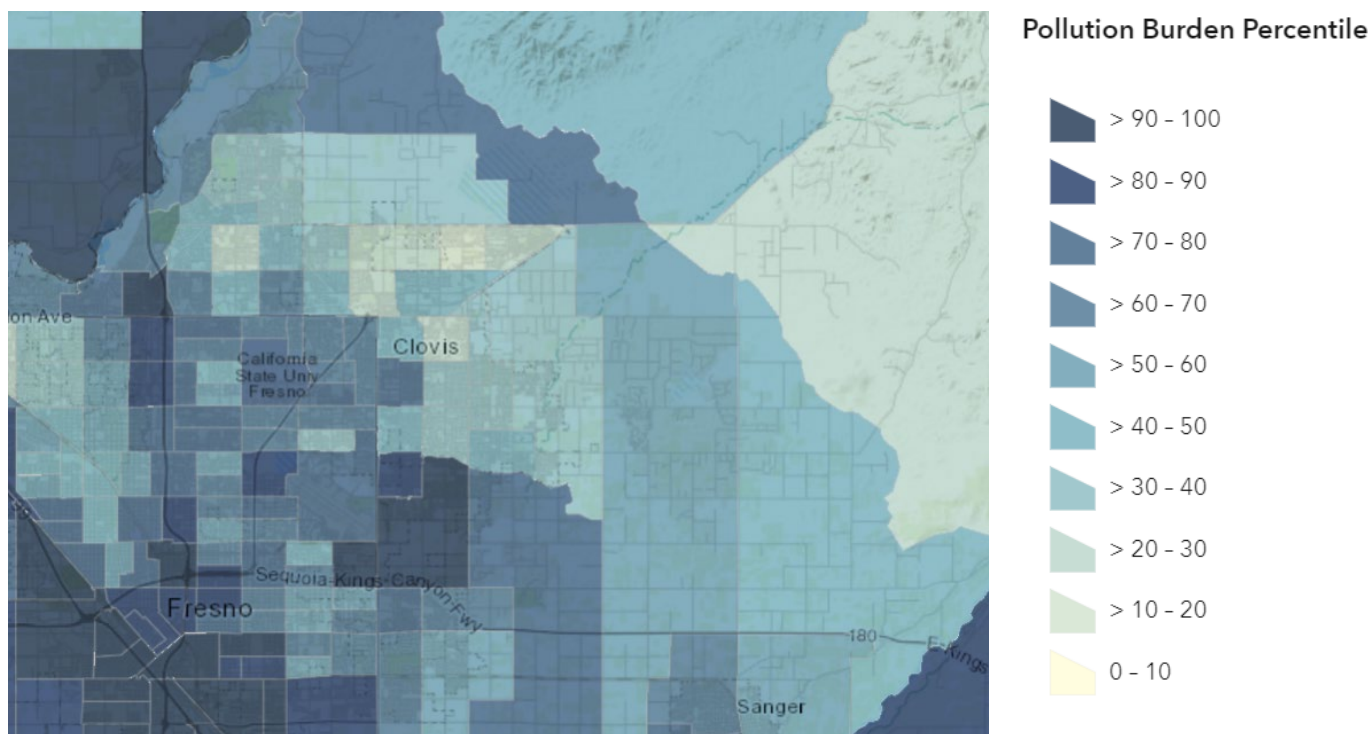 Pollution Burden Percentile
> 90 - 100
> 80 - 90
> 70 - 80
> 60 - 70
> 50 - 60
> 40 - 50
> 30 - 40
> 20 - 30
> 10 - 20
0 - 10
on Ave
Clovis
California
State Univ
Fresno
99
Sequoia-Kings-Canyon-Fwy
Fresno
180
E-Kings
Sanger